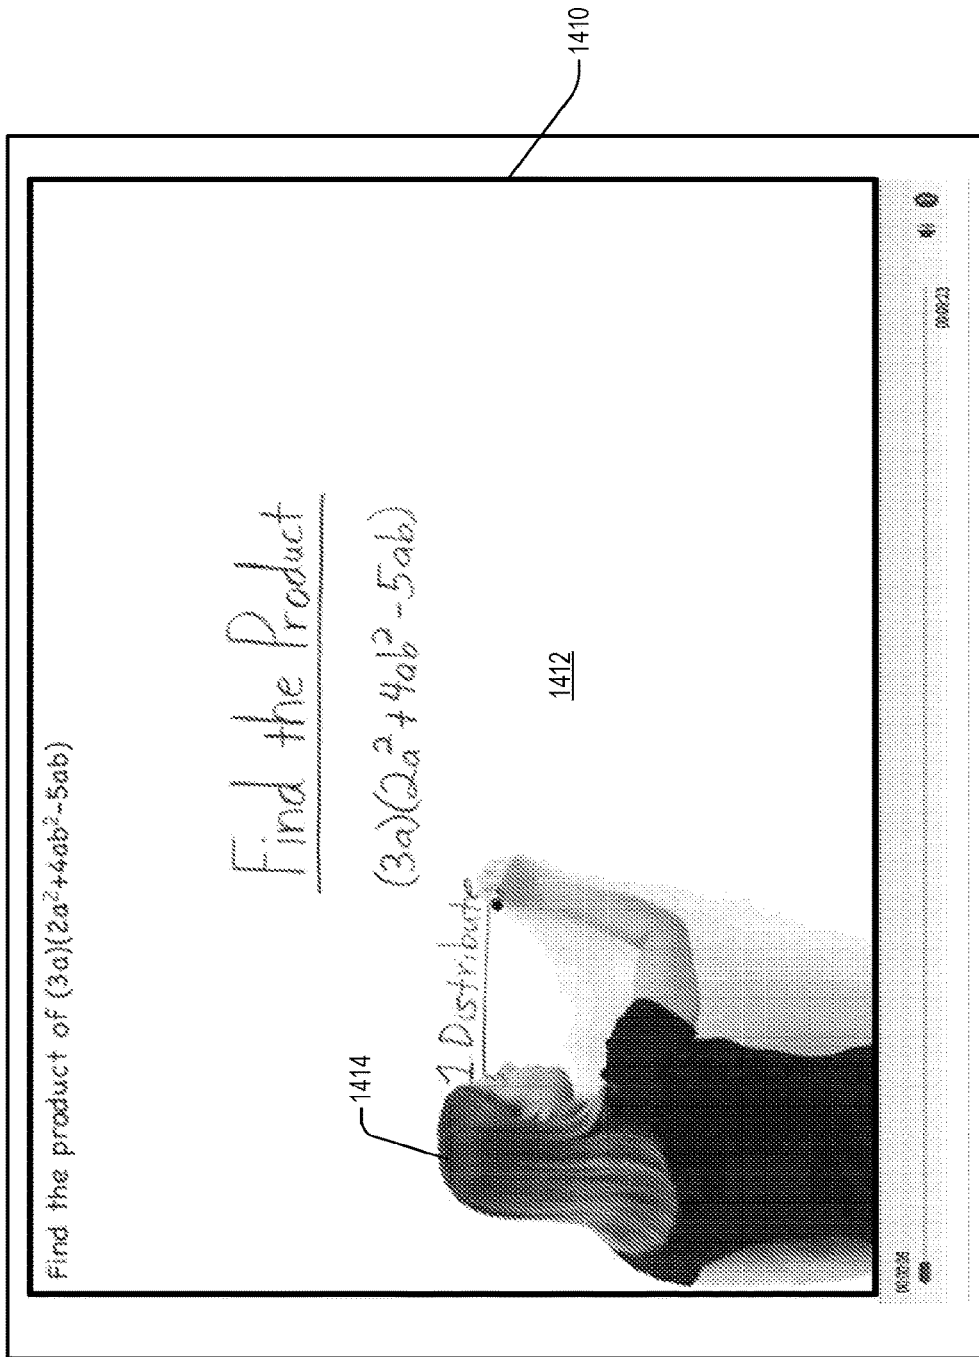 Find the product of (3a)(2a²+4ab²-5ab)
Find the Product
(3a)(2a²+4ab²-5ab)
1 Distribute
1414
1412
1410